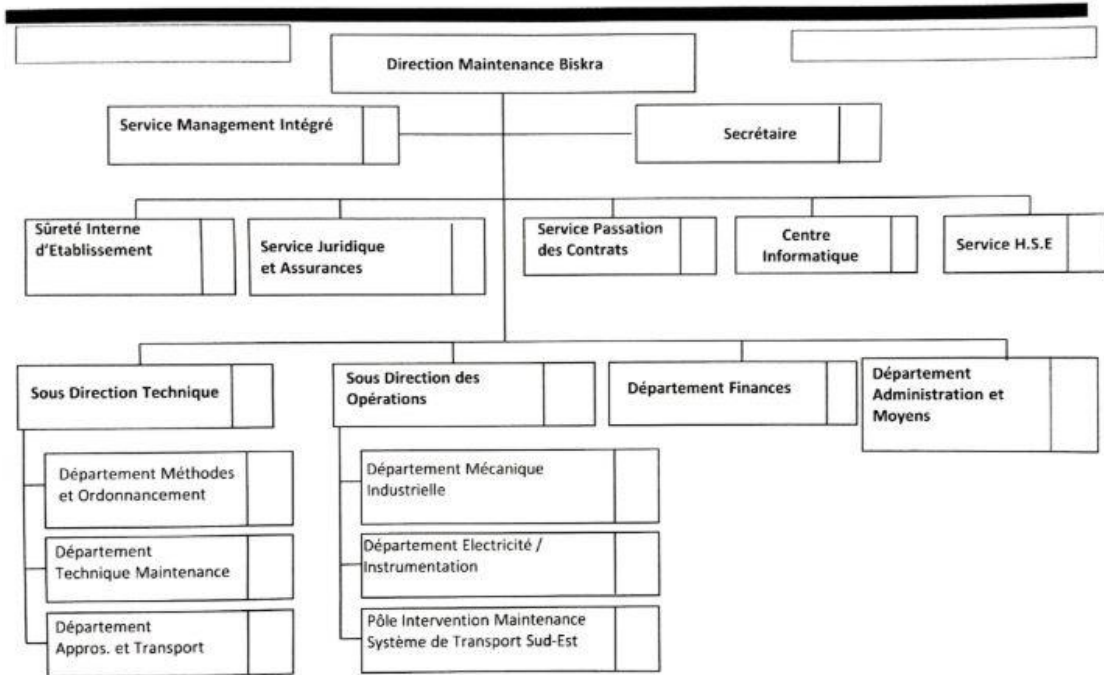 Direction Maintenance Biskra
Service Management Intégré
Secrétaire
Sûreté Interne
d'Etablissement
Service Juridique
et Assurances
Service Passation
des Contrats
Centre
Informatique
Service H.S.E
Sous Direction Technique
Sous Direction des
Opérations
Département Finances
Département
Administration et
Moyens
Département Méthodes
et Ordonnancement
Département
Technique Maintenance
Département
Appros. et Transport
Département Mécanique
Industrielle
Département Electricité /
Instrumentation
Pôle Intervention Maintenance
Système de Transport Sud-Est